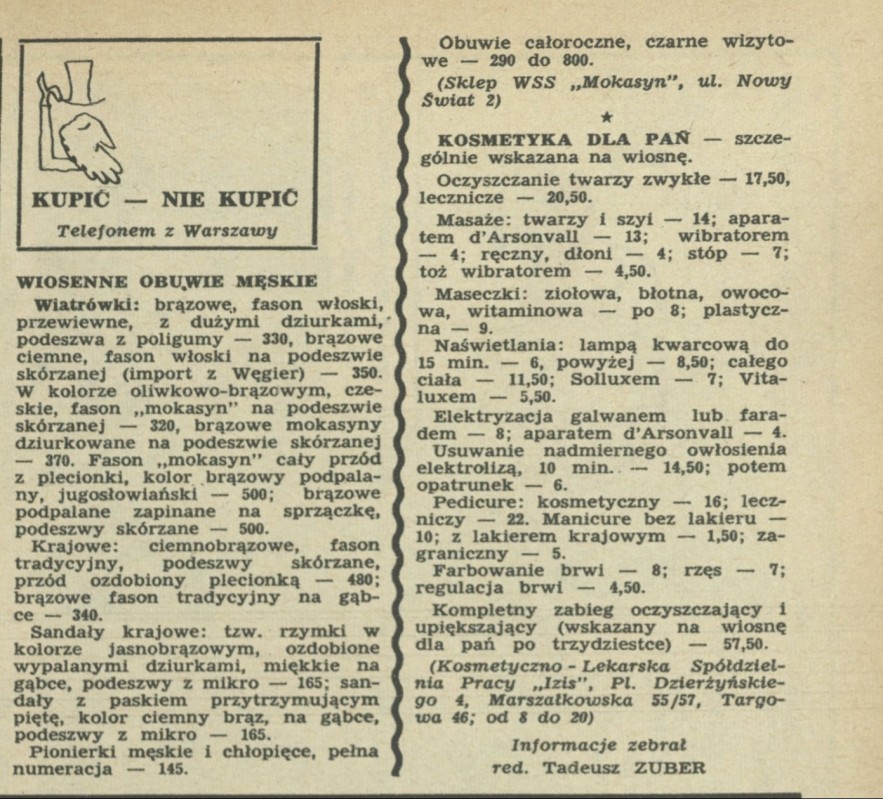 KUPIĆ — NIE KUPIĆ
Telefonem z Warszawy
WIOSENNE OBUWIE MĘSKIE
Wiatrówki: brązowe, fason włoski,
przewiewne, z dużymi dziurkami,
podeszwa z poligumy — 330, brązowe
ciemne, fason włoski na podeszwie
skórzanej (import z Węgier) — 350.
W kolorze oliwkowo-brązowym, cze-
skie, fason „mokasyn" na podeszwie
skórzanej — 320, brązowe mokasyny
dziurkowane na podeszwie skórzanej
— 370. Fason „mokasyn" cały przód
z plecionki, kolor brązowy podpala-
ny, jugosłowiański — 500; brązowe
podpalane zapinane na sprzączkę,
podeszwy skórzane — 500.
Krajowe: ciemnobrązowe, fason
tradycyjny, podeszwy skórzane,
przód ozdobiony plecionką — 480;
brązowe fason tradycyjny na gąb-
ce — 340.
Sandały krajowe: tzw. rzymki w
kolorze jasnobrązowym, ozdobione
wypalanymi dziurkami, miękkie na
gąbce, podeszwy z mikro — 165; san-
dały z paskiem przytrzymującym
piętę, kolor ciemny brąz, na gąbce,
podeszwy z mikro — 165.
Pionierki męskie i chłopięce, pełna
numeracja — 145.
Obuwie całoroczne, czarne wizyto-
we — 290 do 800.
(Sklep WSS „Mokasyn", ul. Nowy
Świat 2)
★
KOSMETYKA DLA PAŃ — szcze-
gólnie wskazana na wiosnę.
Oczyszczanie twarzy zwykłe — 17,50,
lecznicze — 20,50.
Masaże: twarzy i szyi — 14; apara-
tem d'Arsonvall — 13; wibratorem
— 4; ręczny, dłoni — 4; stóp — 7;
toż wibratorem — 4,50.
Maseczki: ziołowa, błotna, owoco-
wa, witaminowa — po 8; plastycz-
na — 9.
Naświetlania: lampą kwarcową do
15 min. — 6, powyżej — 8,50; całego
ciała — 11,50; Solluxem — 7; Vita-
luxem — 5,50.
Elektryzacja galwanem lub fara-
dem — 8; aparatem d'Arsonvall — 4.
Usuwanie nadmiernego owłosienia
elektrolizą, 10 min. — 14,50; potem
opatrunek — 6.
Pedicure: kosmetyczny — 16; lecz-
niczy — 22. Manicure bez lakieru —
10; z lakierem krajowym — 1,50; za-
graniczny — 5.
Farbowanie brwi — 8; rzęs — 7;
regulacja brwi — 4,50.
Kompletny zabieg oczyszczający i
upiększający (wskazany na wiosnę
dla pań po trzydziestce) — 57,50.
(Kosmetyczno-Lekarska Spółdziel-
nia Pracy „Izis", Pl. Dzierżyńskie-
go 4, Marszałkowska 55/57, Targo-
wa 46; od 8 do 20)
Informacje zebrał
red. Tadeusz ZUBER